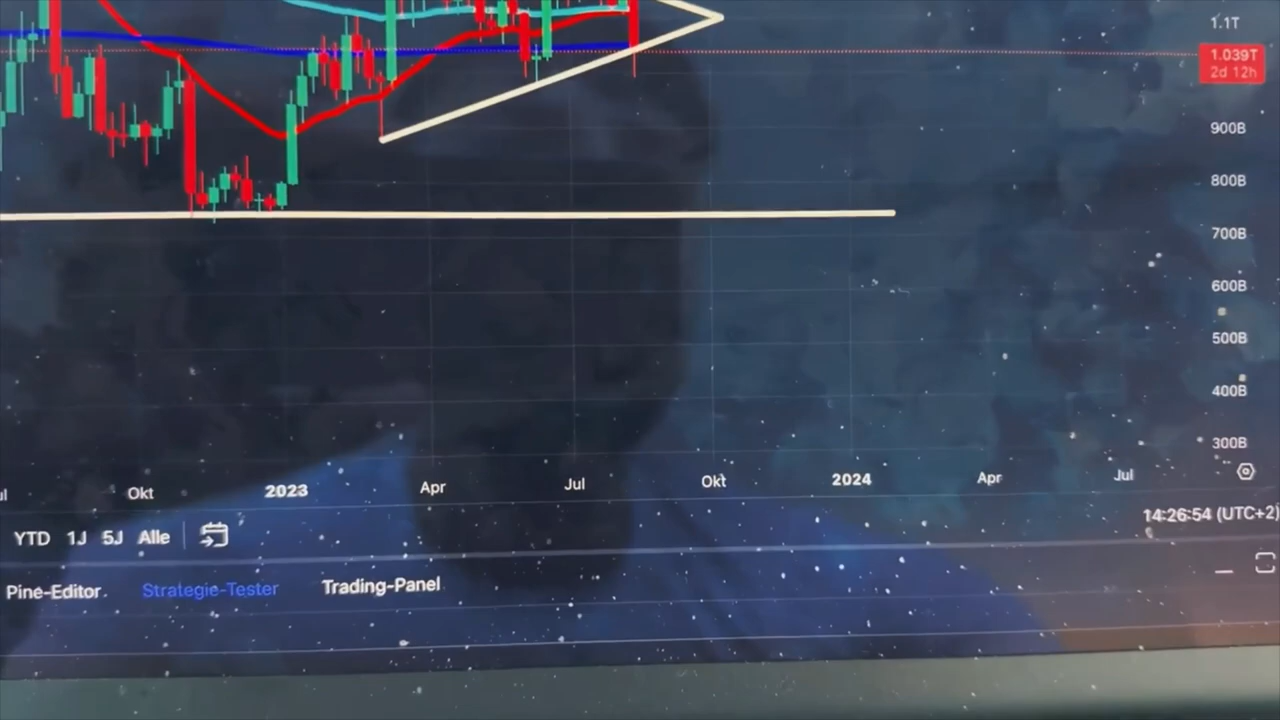 1.1T
1.039T
2d 12h
900B
800B
700B
600B
500B
400B
300B
Okt 2023 Apr Jul Okt 2024 Apr Jul
YTD 1J 5J Alle
14:26:54 (UTC+2)
Pine-Editor Strategie-Tester Trading-Panel